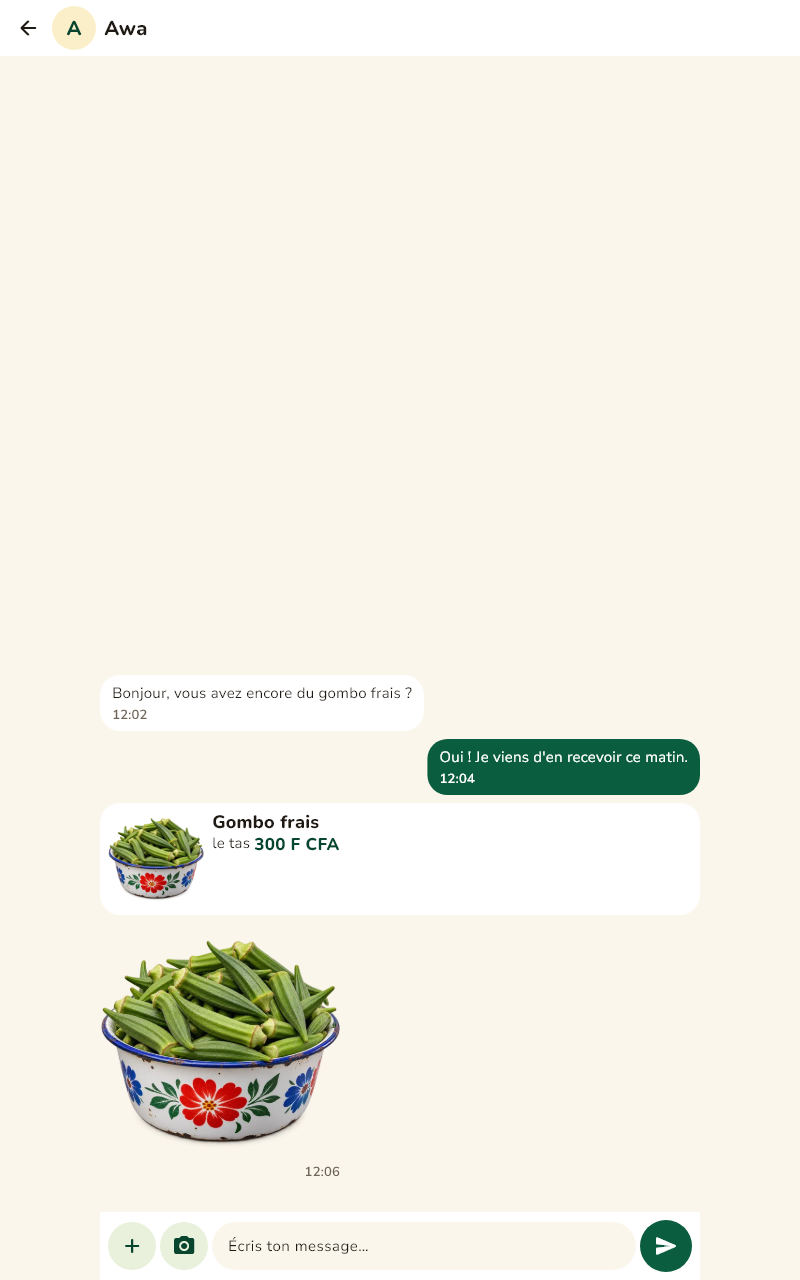 A
Awa
Bonjour, vous avez encore du gombo frais ?
12:02
Oui ! Je viens d'en recevoir ce matin.
12:04
Gombo frais
le tas 300 F CFA
12:06
Écris ton message...